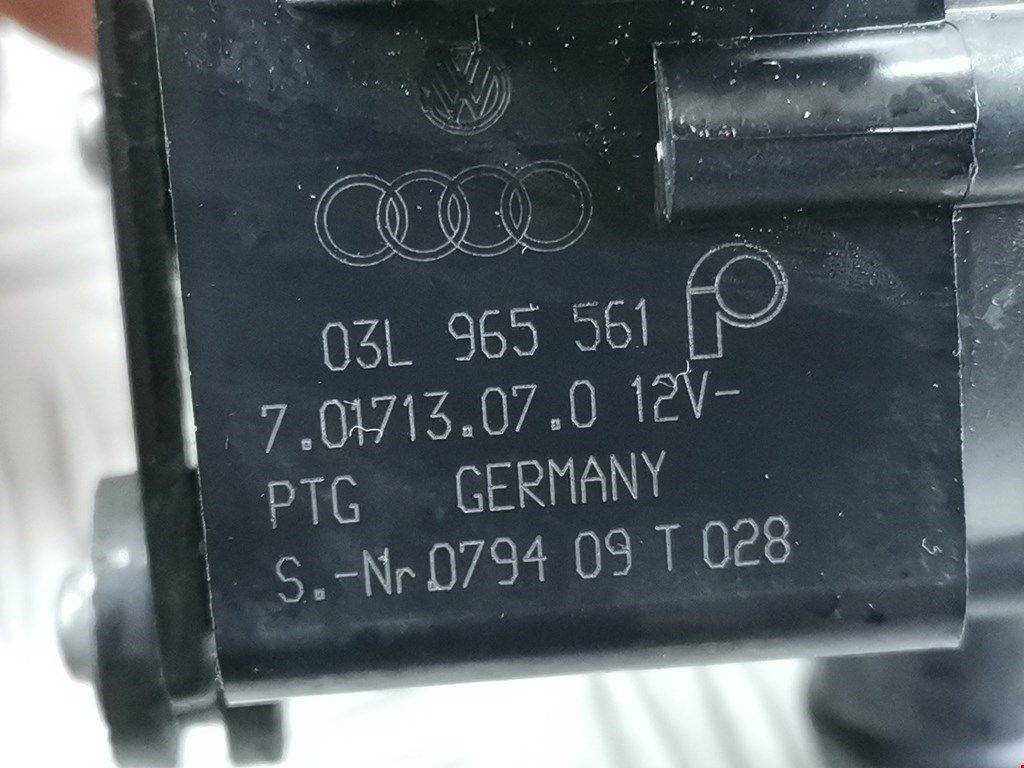 03L 965 561
7.01713.07.0 12V-
PTG GERMANY
S.-Nr.0794 09 T 028